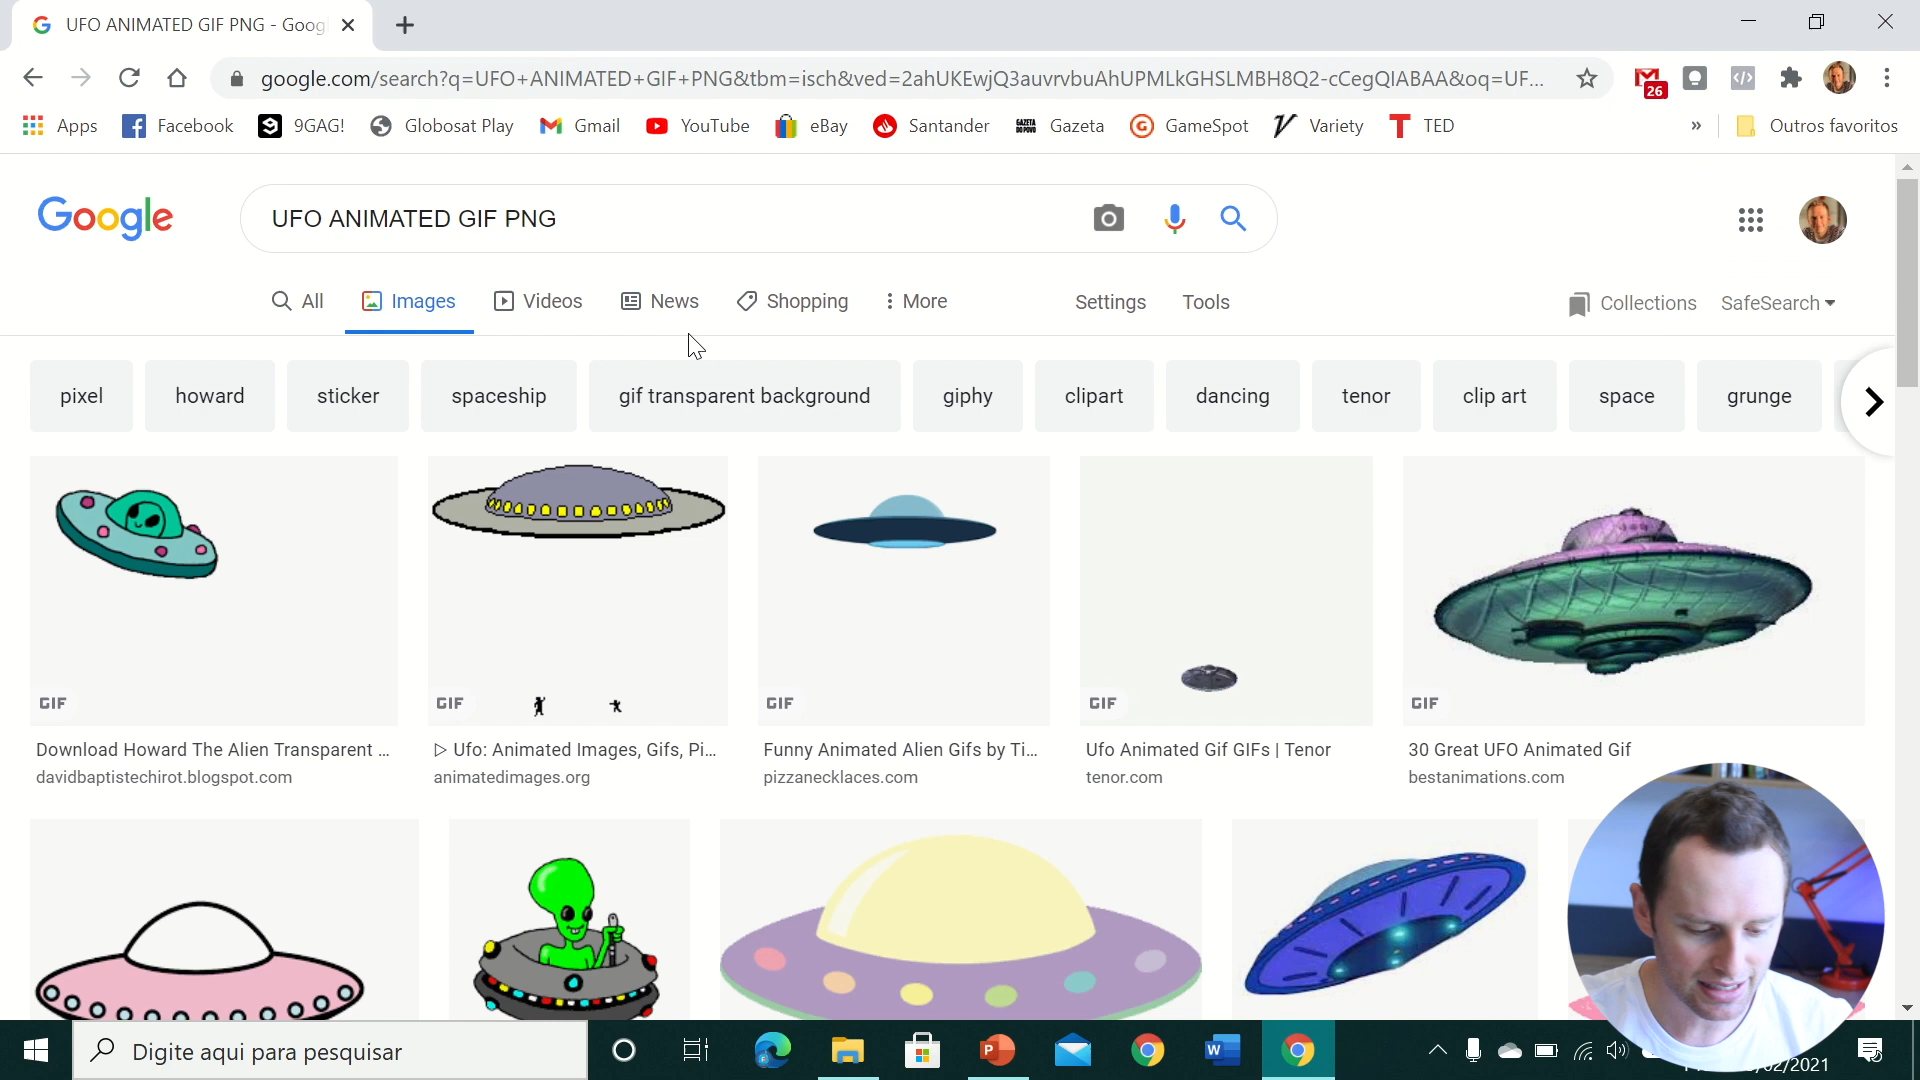 UFO ANIMATED GIF PNG - Goog
google.com/search?q=UFO+ANIMATED+GIF+PNG&tbm=isch&ved=2ahUKEwjQ3auvrvbuAhUPMLkGHSLMBH8Q2-cCegQIABAA&oq=UF...
26
Apps Facebook 9GAG! Globosat Play Gmail YouTube eBay Santander GAZETA DO POVO Gazeta GameSpot Variety TED » Outros favoritos
Google
UFO ANIMATED GIF PNG
All Images Videos News Shopping More Settings Tools Collections SafeSearch
pixel howard sticker spaceship gif transparent background giphy clipart dancing tenor clip art space grunge
GIF GIF GIF GIF GIF
Download Howard The Alien Transparent ... ▷ Ufo: Animated Images, Gifs, Pi... Funny Animated Alien Gifs by Ti... Ufo Animated Gif GIFs | Tenor 30 Great UFO Animated Gif
davidbaptistechirot.blogspot.com animatedimages.org pizzanecklaces.com tenor.com bestanimations.com
Digite aqui para pesquisar
/02/2021